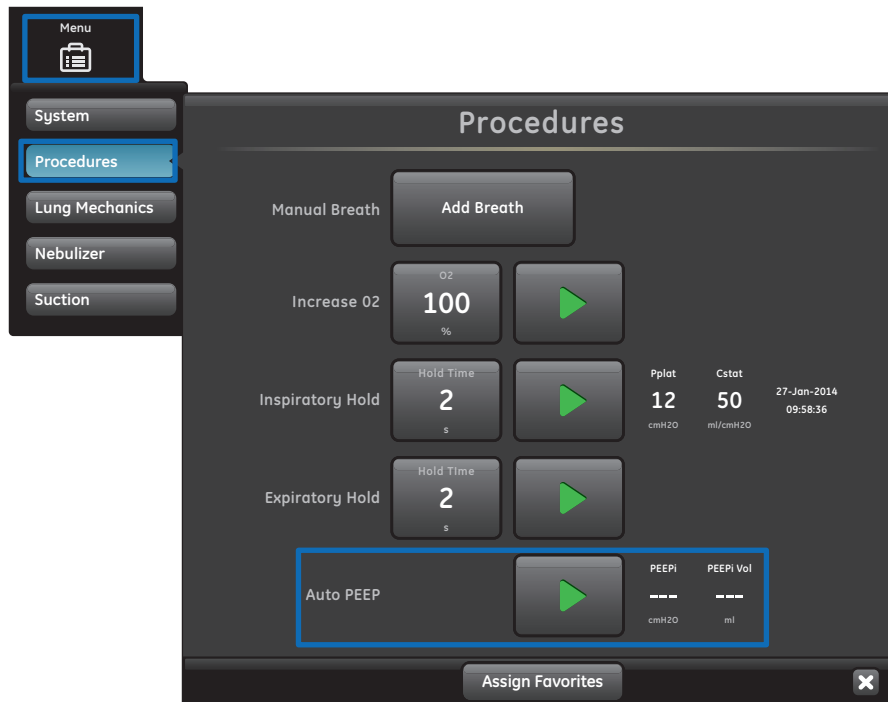 Menu
System
Procedures
Lung Mechanics
Nebulizer
Suction
Procedures
Manual Breath
Add Breath
Increase 02
O2
100
%
Inspiratory Hold
Hold Time
2
s
Pplat
12
cmH2O
Cstat
50
ml/cmH2O
27-Jan-2014
09:58:36
Expiratory Hold
Hold TIme
2
s
Auto PEEP
PEEPi
---
cmH2O
PEEPi Vol
---
ml
Assign Favorites